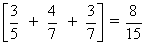 [3/5 + 4/7 + 3/7] = 8/15